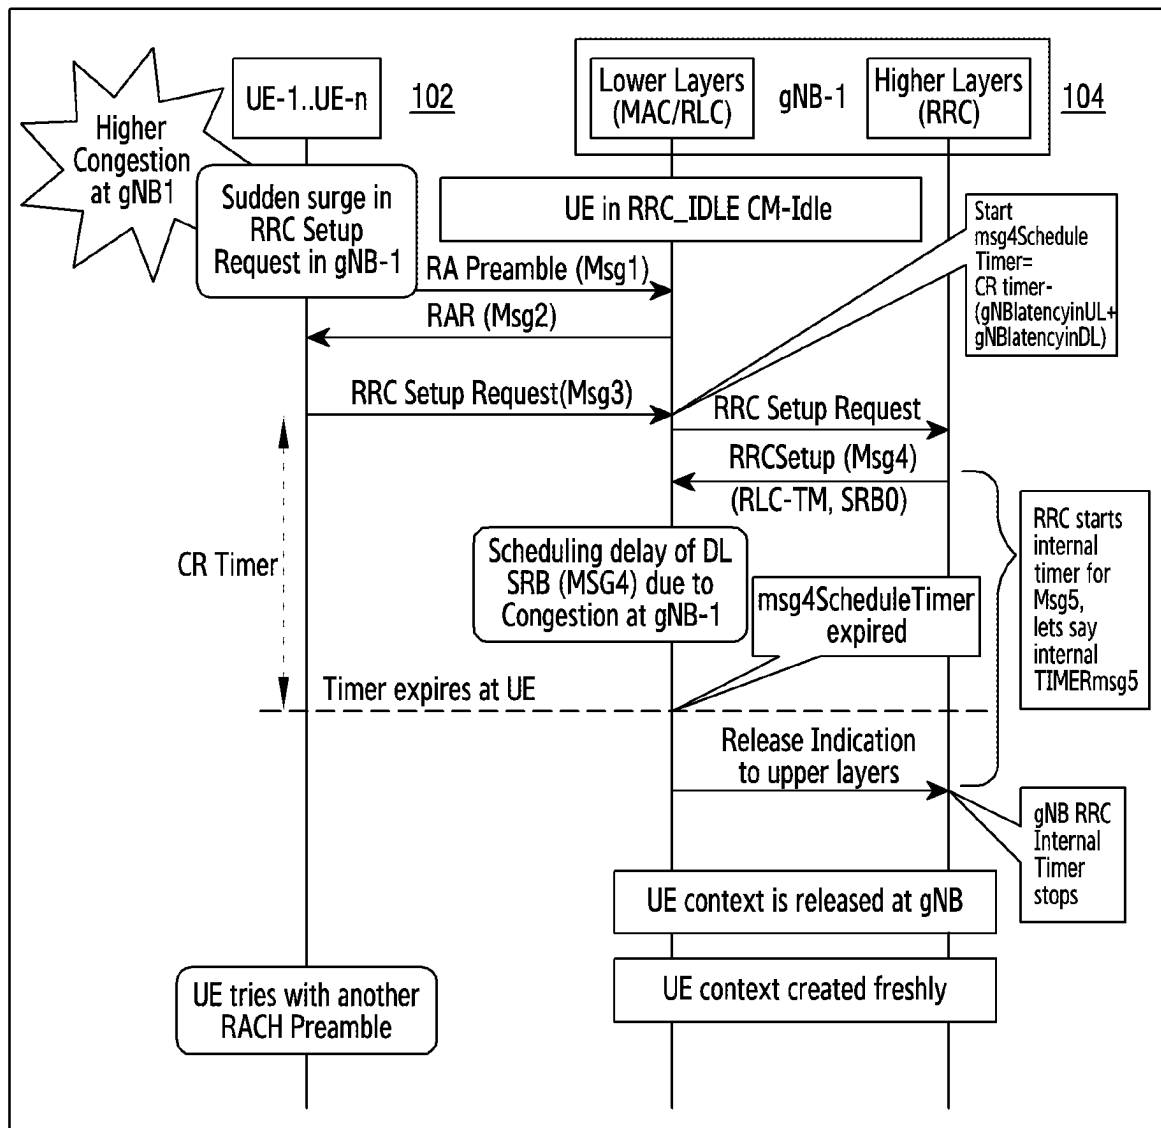 Higher
Congestion
at gNB1
UE-1..UE-n
102
Lower Layers
(MAC/RLC)
gNB-1
Higher Layers
(RRC)
104
Sudden surge in
RRC Setup
Request in gNB-1
UE in RRC_IDLE CM-Idle
Start
msg4Schedule
Timer=
CR timer-
(gNBlatencyinUL+
gNBlatencyinDL)
RA Preamble (Msg1)
RAR (Msg2)
RRC Setup Request(Msg3)
RRC Setup Request
RRCSetup (Msg4)
(RLC-TM, SRB0)
CR Timer
Scheduling delay of DL
SRB (MSG4) due to
Congestion at gNB-1
msg4ScheduleTimer
expired
RRC starts
internal
timer for
Msg5,
lets say
internal
TIMERmsg5
Timer expires at UE
Release Indication
to upper layers
gNB RRC
Internal
Timer
stops
UE context is released at gNB
UE tries with another
RACH Preamble
UE context created freshly